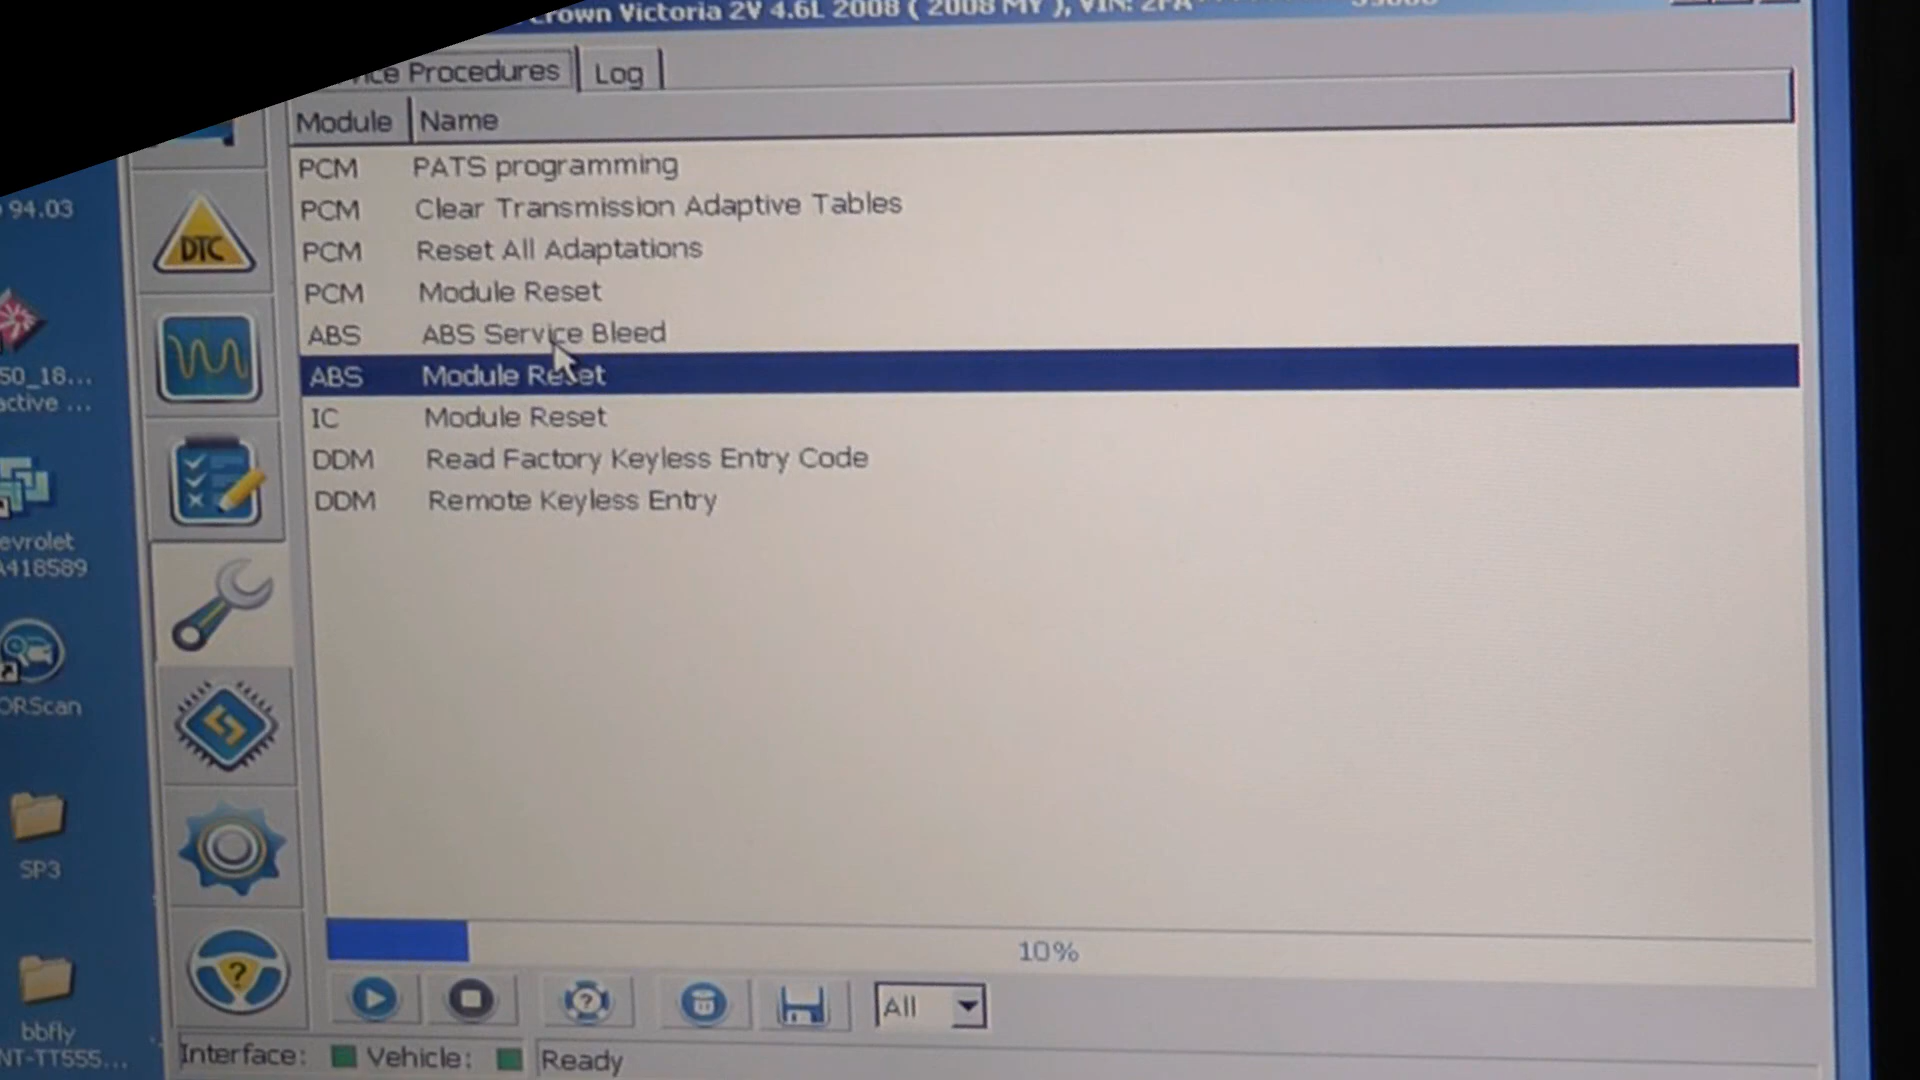 Crown Victoria 2V 4.6L 2008 ( 2008 MY ), VIN: 2FA
Procedures
Log
Module Name
PCM PATS programming
PCM Clear Transmission Adaptive Tables
PCM Reset All Adaptations
PCM Module Reset
ABS ABS Service Bleed
ABS Module Reset
IC Module Reset
DDM Read Factory Keyless Entry Code
DDM Remote Keyless Entry
94.03
DTC
50_18...
active ...
evrolet
A418589
ORScan
SP3
bbfly
NT-TT555...
10%
All
Interface: Vehicle: Ready